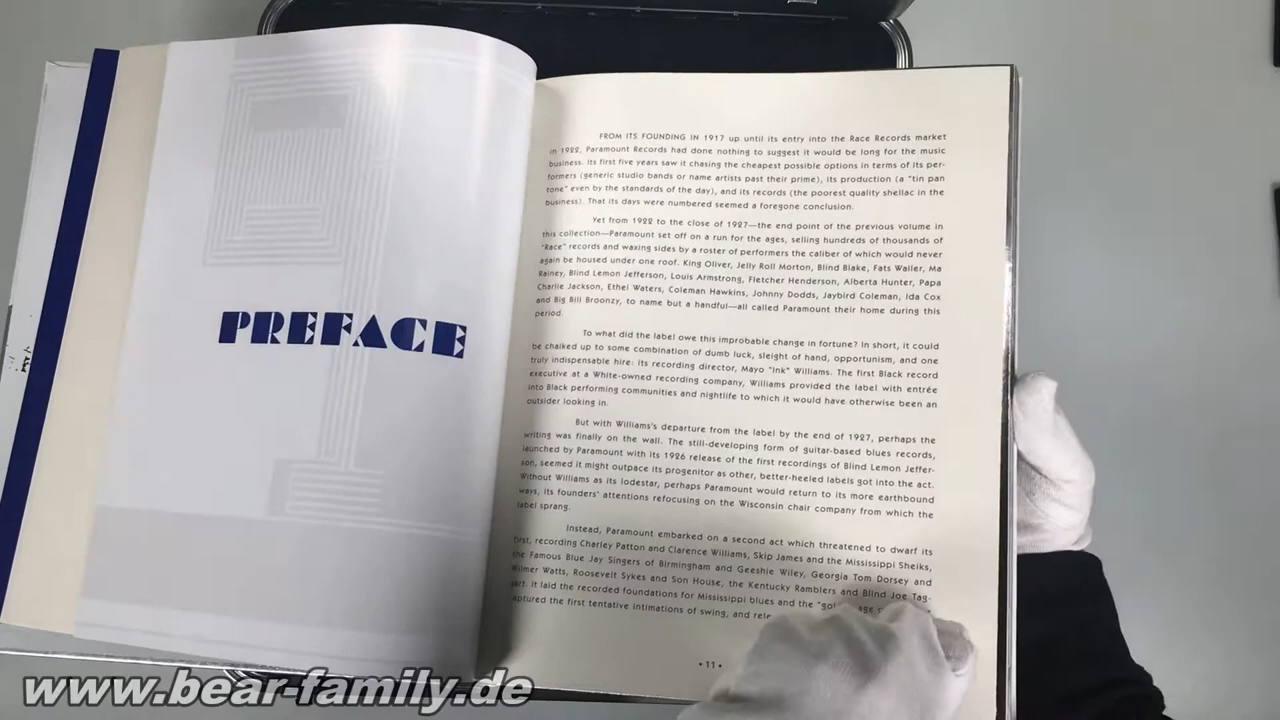 PREFACE
FROM ITS FOUNDING IN 1917 up until its entry into the Race Records market
in 1922, Paramount Records had done nothing to suggest it would be long for the music
business. Its first five years saw it chasing the cheapest possible options in terms of its per-
formers (generic studio bands or name artists past their prime), its production (a "tin pan
tone" even by the standards of the day), and its records (the poorest quality shellac in the
business). That its days were numbered seemed a foregone conclusion.
Yet from 1922 to the close of 1927—the end point of the previous volume in
this collection—Paramount set off on a run for the ages, selling hundreds of thousands of
"Race" records and waxing sides by a roster of performers the caliber of which would never
again be housed under one roof. King Oliver, Jelly Roll Morton, Blind Blake, Fats Waller, Ma
Rainey, Blind Lemon Jefferson, Louis Armstrong, Fletcher Henderson, Alberta Hunter, Papa
Charlie Jackson, Ethel Waters, Coleman Hawkins, Johnny Dodds, Jaybird Coleman, Ida Cox
and Big Bill Broonzy, to name but a handful—all called Paramount their home during this
period.
To what did the label owe this improbable change in fortune? In short, it could
be chalked up to some combination of dumb luck, sleight of hand, opportunism, and one
truly indispensable hire: its recording director, Mayo "Ink" Williams. The first Black record
executive at a White-owned recording company, Williams provided the label with entrée
into Black performing communities and nightlife to which it would have otherwise been an
outsider looking in.
But with Williams's departure from the label by the end of 1927, perhaps the
writing was finally on the wall. The still-developing form of guitar-based blues records,
launched by Paramount with its 1926 release of the first recordings of Blind Lemon Jeffer-
son, seemed it might outpace its progenitor as other, better-heeled labels got into the act.
Without Williams as its lodestar, perhaps Paramount would return to its more earthbound
ways, its founders' attentions refocusing on the Wisconsin chair company from which the
label sprang.
Instead, Paramount embarked on a second act which threatened to dwarf its
first, recording Charley Patton and Clarence Williams, Skip James and the Mississippi Sheiks,
the Famous Blue Jay Singers of Birmingham and Geeshie Wiley, Georgia Tom Dorsey and
Wilmer Watts, Roosevelt Sykes and Son House, the Kentucky Ramblers and Blind Joe Tag-
gart. It laid the recorded foundations for Mississippi blues and the age
captured the first tentative intimations of swing, and
• 11 •
www.bear-family.de